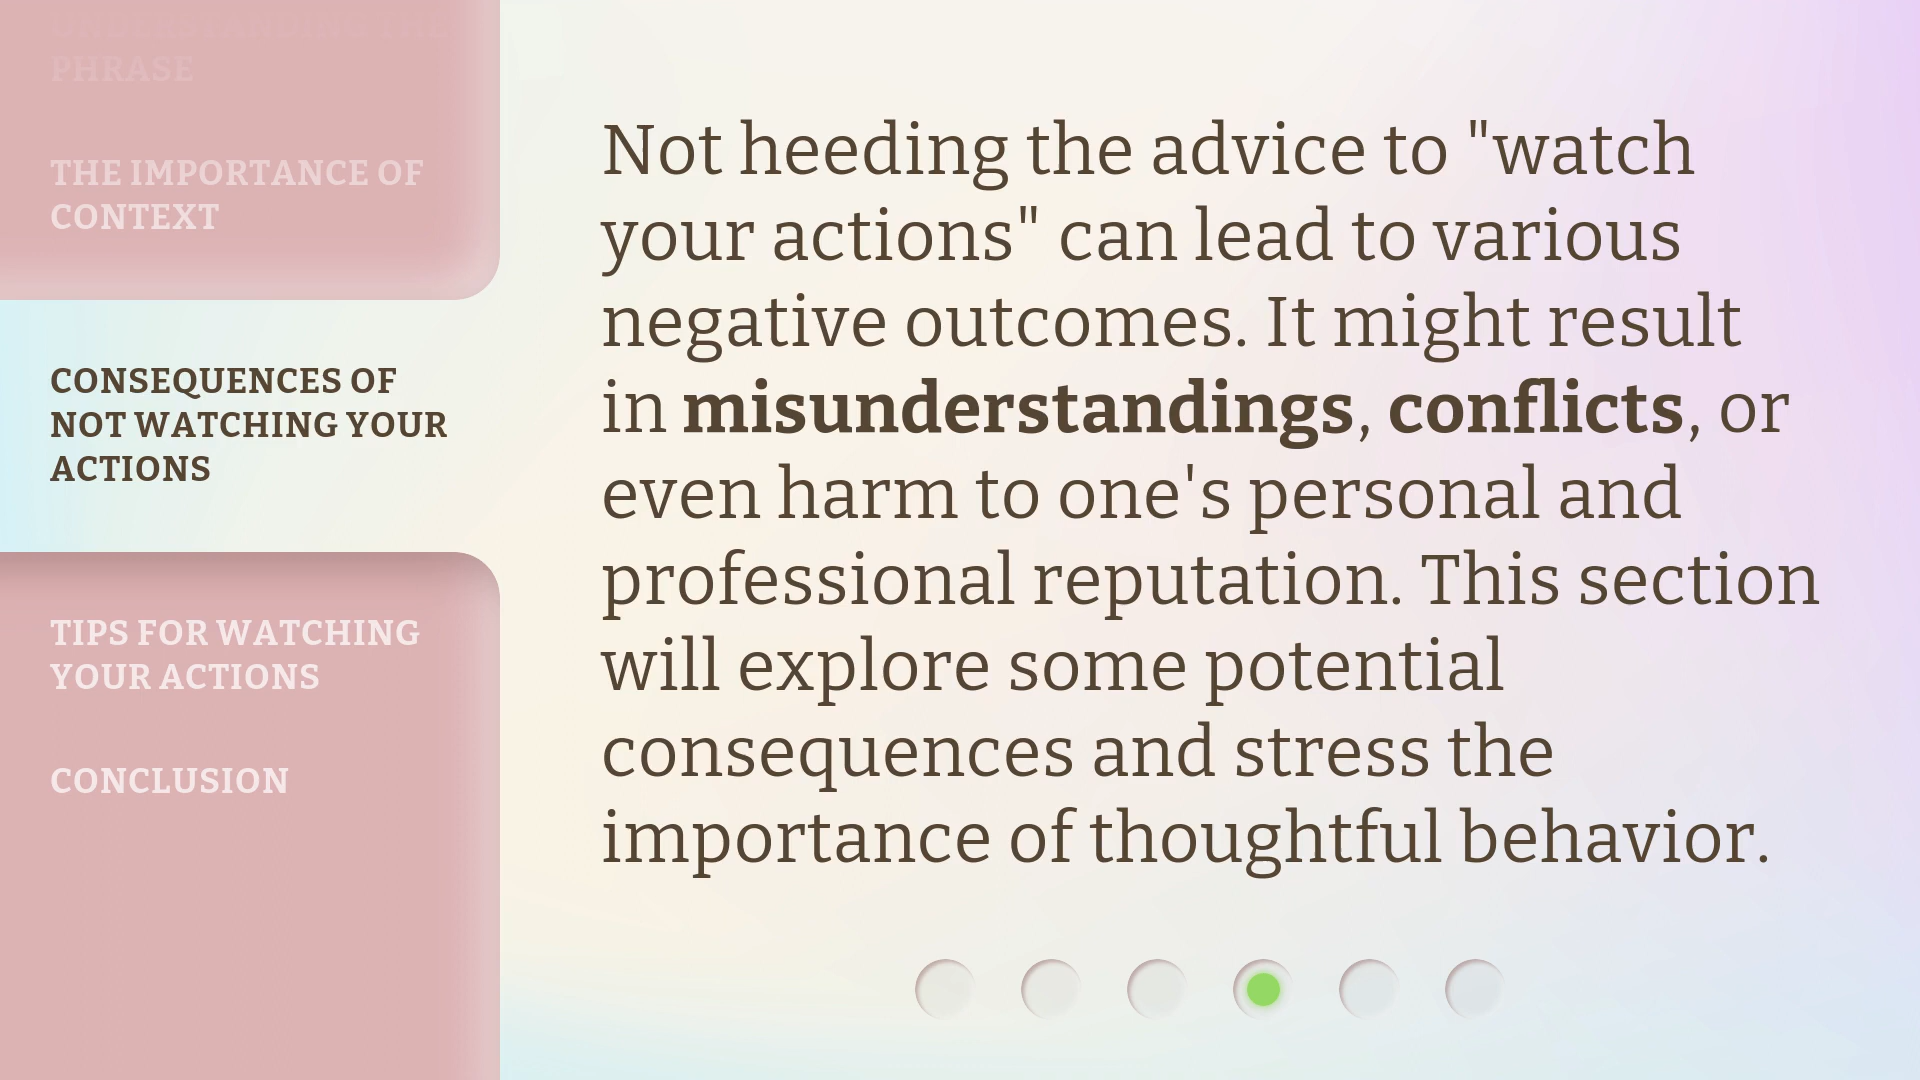 UNDERSTANDING THE
PHRASE
THE IMPORTANCE OF
CONTEXT
CONSEQUENCES OF
NOT WATCHING YOUR
ACTIONS
TIPS FOR WATCHING
YOUR ACTIONS
CONCLUSION
Not heeding the advice to "watch
your actions" can lead to various
negative outcomes. It might result
in misunderstandings, conflicts, or
even harm to one's personal and
professional reputation. This section
will explore some potential
consequences and stress the
importance of thoughtful behavior.